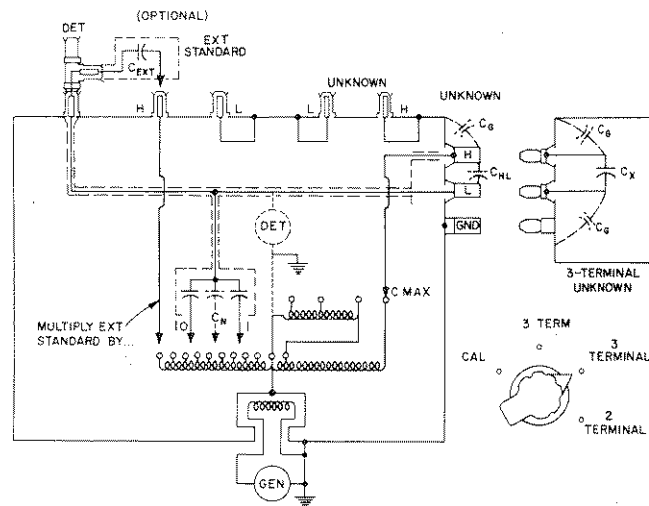 (OPTIONAL)
DET
EXT
STANDARD
C EXT
H
L
UNKNOWN
L
H
UNKNOWN
C G
H
C HL
L
GND
C G
C X
C G
3-TERMINAL
UNKNOWN
DET
C MAX
C N
IO
O
MULTIPLY EXT
STANDARD BY...
GEN
3 TERM
CAL
3
TERMINAL
2
TERMINAL